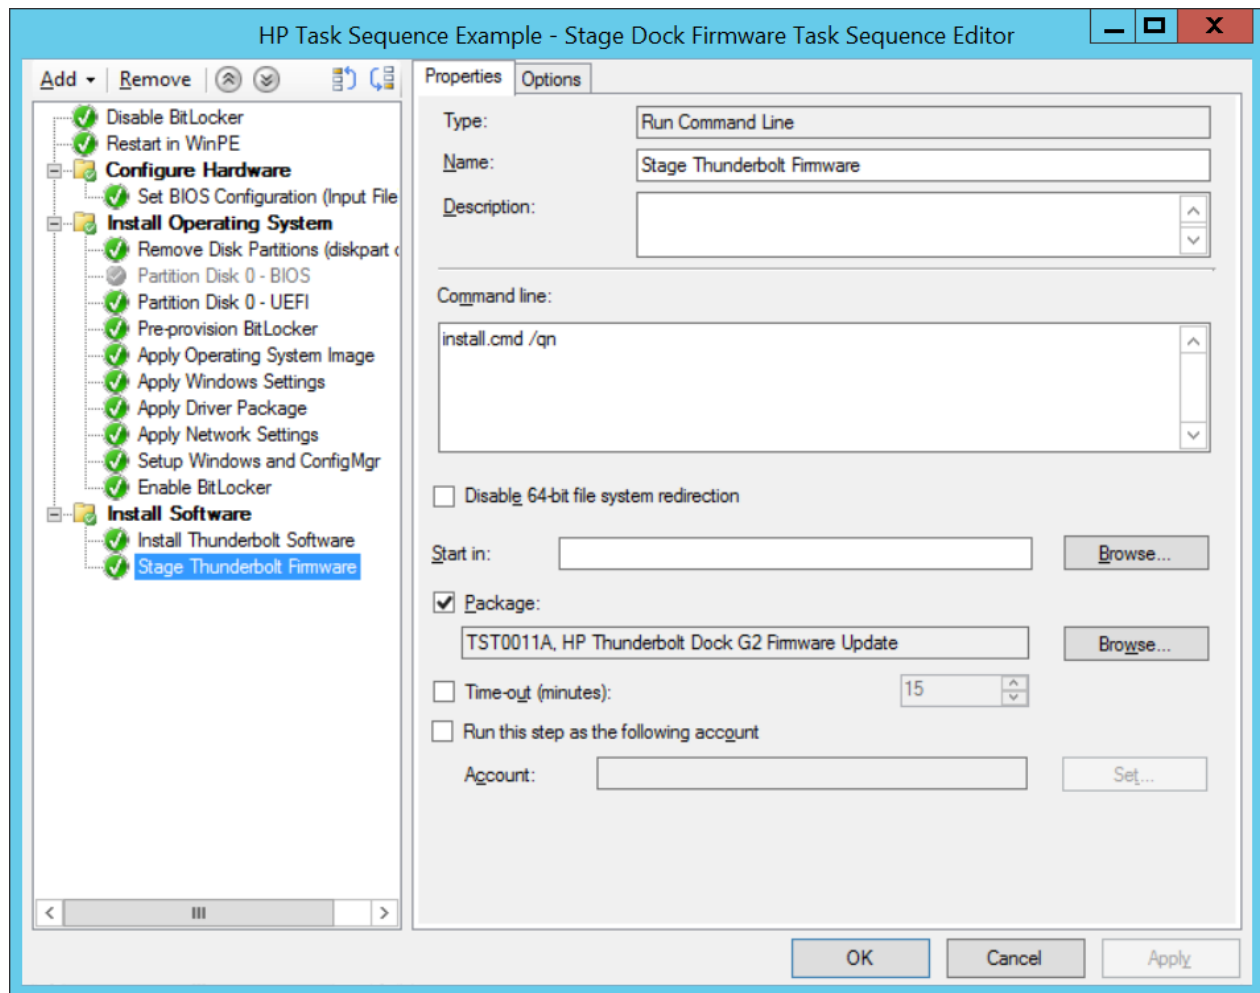 HP Task Sequence Example - Stage Dock Firmware Task Sequence Editor
Add Remove
Disable BitLocker
Restart in WinPE
Configure Hardware
Set BIOS Configuration (Input File
Install Operating System
Remove Disk Partitions (diskpart c
Partition Disk 0 - BIOS
Partition Disk 0 - UEFI
Pre-provision BitLocker
Apply Operating System Image
Apply Windows Settings
Apply Driver Package
Apply Network Settings
Setup Windows and ConfigMgr
Enable BitLocker
Install Software
Install Thunderbolt Software
Stage Thunderbolt Firmware
Properties Options
Type: Run Command Line
Name: Stage Thunderbolt Firmware
Description:
Command line:
install.cmd /qn
Disable 64-bit file system redirection
Start in: Browse...
Package:
TST0011A, HP Thunderbolt Dock G2 Firmware Update Browse...
Time-out (minutes): 15
Run this step as the following account
Account: Set...
OK Cancel Apply